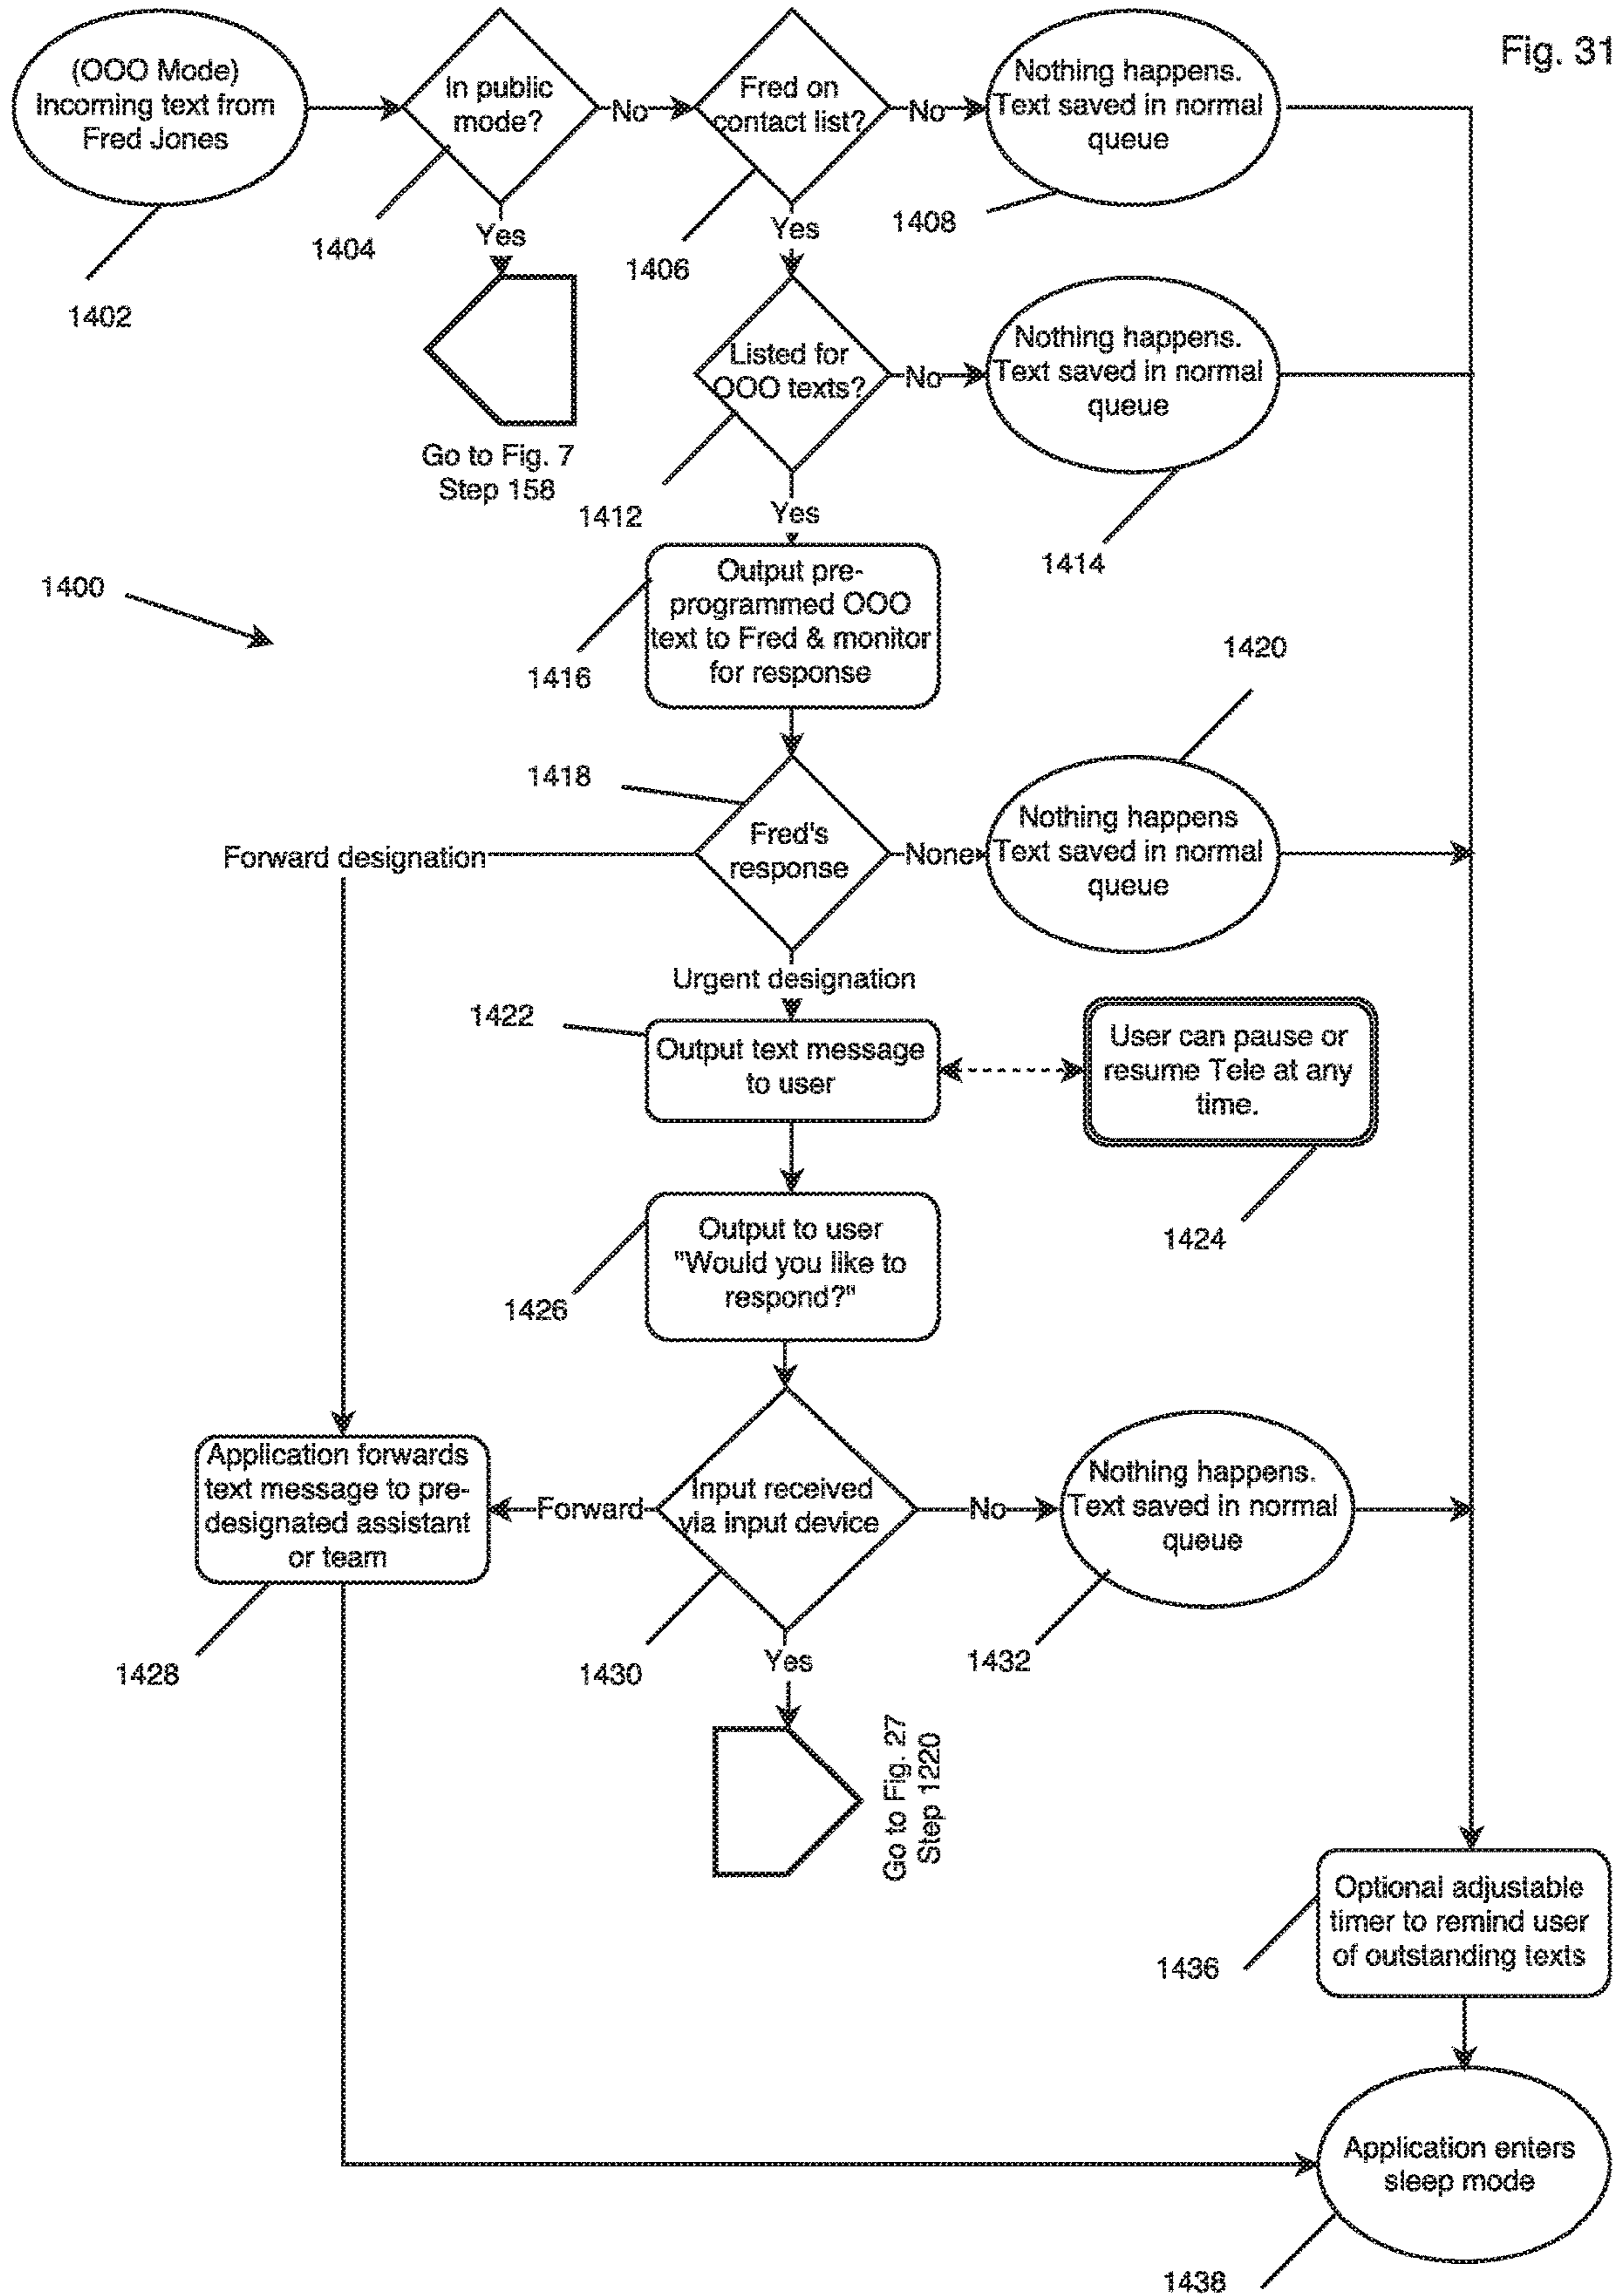 Fig. 31
(OOO Mode)
Incoming text from
Fred Jones
In public
mode?
No
Fred on
contact list?
No
Nothing happens.
Text saved in normal
queue
1402
1404
Yes
1406
Yes
1408
Go to Fig. 7
Step 158
Listed for
OOO texts?
No
Nothing happens.
Text saved in normal
queue
1412
Yes
1414
1400
Output pre-
programmed OOO
text to Fred & monitor
for response
1416
1420
1418
Forward designation
Fred's
response
None
Nothing happens
Text saved in normal
queue
Urgent designation
1422
Output text message
to user
User can pause or
resume Tele at any
time.
1424
Output to user
"Would you like to
respond?"
1426
Application forwards
text message to pre-
designated assistant
or team
Forward
Input received
via input device
No
Nothing happens.
Text saved in normal
queue
1428
1430
Yes
1432
Go to Fig. 27
Step 1220
Optional adjustable
timer to remind user
of outstanding texts
1436
Application enters
sleep mode
1438